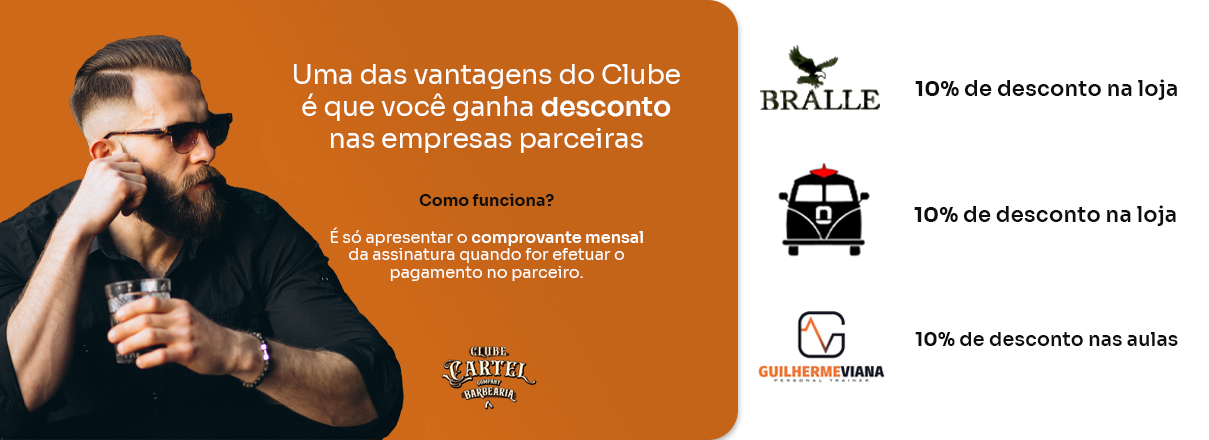 Uma das vantagens do Clube
é que você ganha desconto
nas empresas parceiras
Como funciona?
É só apresentar o comprovante mensal
da assinatura quando for efetuar o
pagamento no parceiro.
CLUBE
CARTEL
COMPANY
BARBEARIA
BRALLE
10% de desconto na loja
10% de desconto na loja
GUILHERMEVIANA
PERSONAL TRAINER
10% de desconto nas aulas